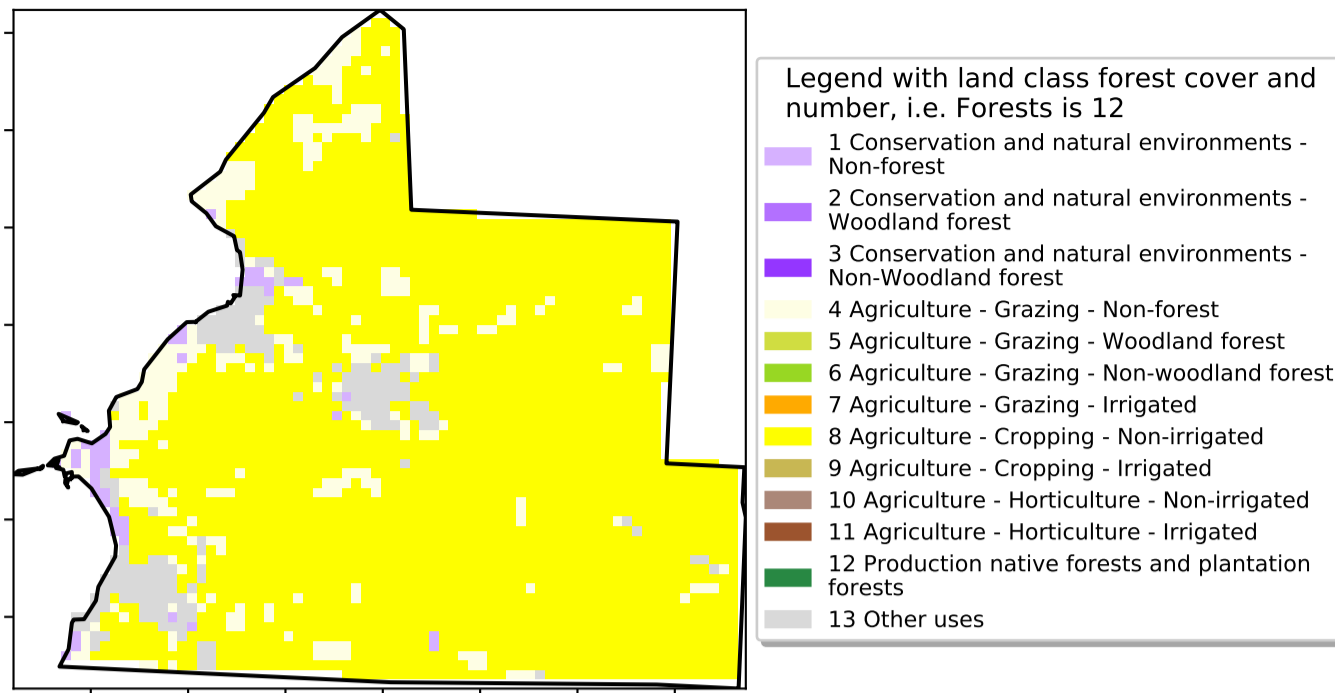 Legend with land class forest cover and
number, i.e. Forests is 12
1 Conservation and natural environments -
Non-forest
2 Conservation and natural environments -
Woodland forest
3 Conservation and natural environments -
Non-Woodland forest
4 Agriculture - Grazing - Non-forest
5 Agriculture - Grazing - Woodland forest
6 Agriculture - Grazing - Non-woodland forest
7 Agriculture - Grazing - Irrigated
8 Agriculture - Cropping - Non-irrigated
9 Agriculture - Cropping - Irrigated
10 Agriculture - Horticulture - Non-irrigated
11 Agriculture - Horticulture - Irrigated
12 Production native forests and plantation
forests
13 Other uses